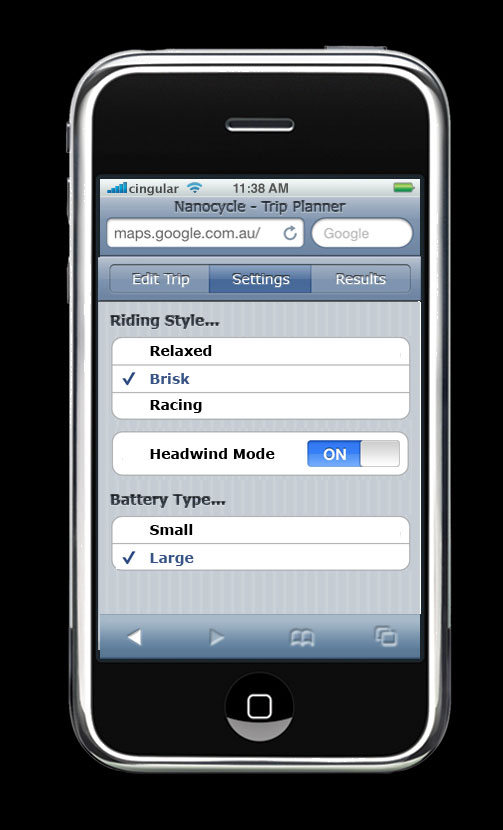 cingular 11:38 AM
Nanocycle - Trip Planner
maps.google.com.au/ Google
Edit Trip Settings Results
Riding Style...
Relaxed
Brisk
Racing
Headwind Mode ON
Battery Type...
Small
Large